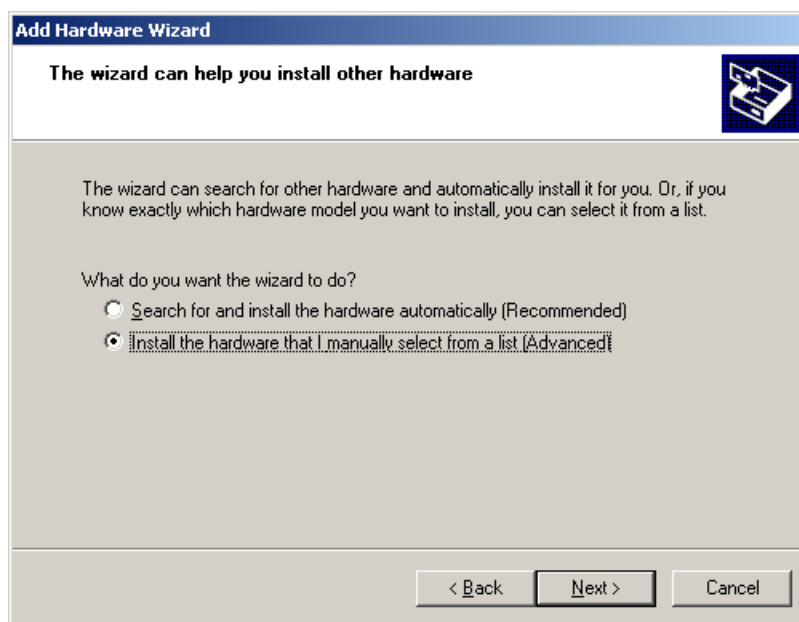 Add Hardware Wizard
The wizard can help you install other hardware
The wizard can search for other hardware and automatically install it for you. Or, if you
know exactly which hardware model you want to install, you can select it from a list.
What do you want the wizard to do?
Search for and install the hardware automatically (Recommended)
Install the hardware that I manually select from a list (Advanced)
< Back Next > Cancel